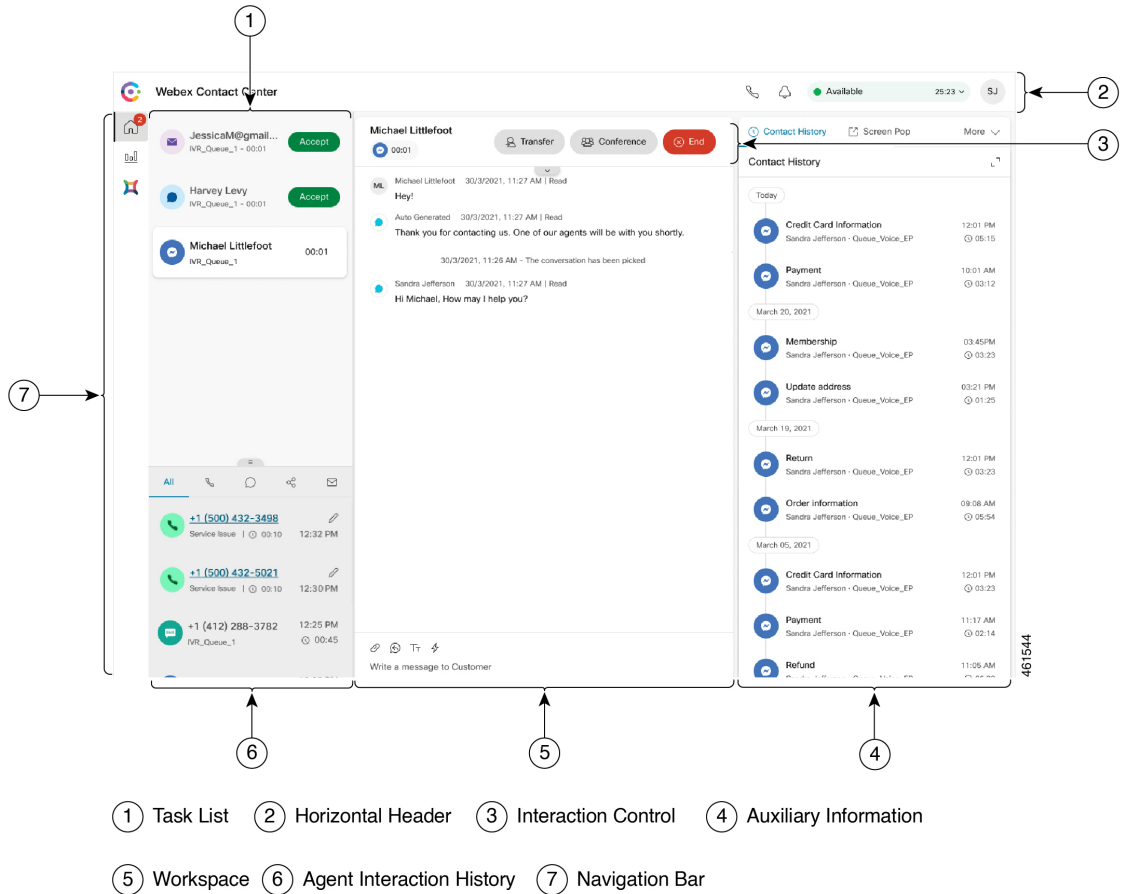 1
Webex Contact Center
Available
25:23
SJ
2
2
JessicaM@gmail...
IVR_Queue_1 - 00:01
Accept
Harvey Levy
IVR_Queue_1 - 00:01
Accept
Michael Littlefoot
IVR_Queue_1
00:01
All
+1 (500) 432-3498
Service Issue | 00:10
12:32 PM
+1 (500) 432-5021
Service Issue | 00:10
12:30 PM
+1 (412) 288-3782
IVR_Queue_1
12:25 PM
00:45
Michael Littlefoot
00:01
Transfer
Conference
End
3
ML
Michael Littlefoot 30/3/2021, 11:27 AM | Read
Hey!
Auto Generated 30/3/2021, 11:27 AM | Read
Thank you for contacting us. One of our agents will be with you shortly.
30/3/2021, 11:26 AM - The conversation has been picked
Sandra Jefferson 30/3/2021, 11:27 AM | Read
Hi Michael, How may I help you?
Write a message to Customer
Contact History
Screen Pop
More
Contact History
Today
Credit Card Information 12:01 PM
Sandra Jefferson • Queue_Voice_EP 05:15
Payment 10:01 AM
Sandra Jefferson • Queue_Voice_EP 03:12
March 20, 2021
Membership 03:45PM
Sandra Jefferson • Queue_Voice_EP 03:23
Update address 03:21 PM
Sandra Jefferson • Queue_Voice_EP 01:25
March 19, 2021
Return 12:01 PM
Sandra Jefferson • Queue_Voice_EP 03:23
Order information 09:08 AM
Sandra Jefferson • Queue_Voice_EP 05:54
March 05, 2021
Credit Card Information 12:01 PM
Sandra Jefferson • Queue_Voice_EP 03:23
Payment 11:17 AM
Sandra Jefferson • Queue_Voice_EP 02:14
Refund 11:05 AM
461544
7
6
5
4
1 Task List 2 Horizontal Header 3 Interaction Control 4 Auxiliary Information
5 Workspace 6 Agent Interaction History 7 Navigation Bar